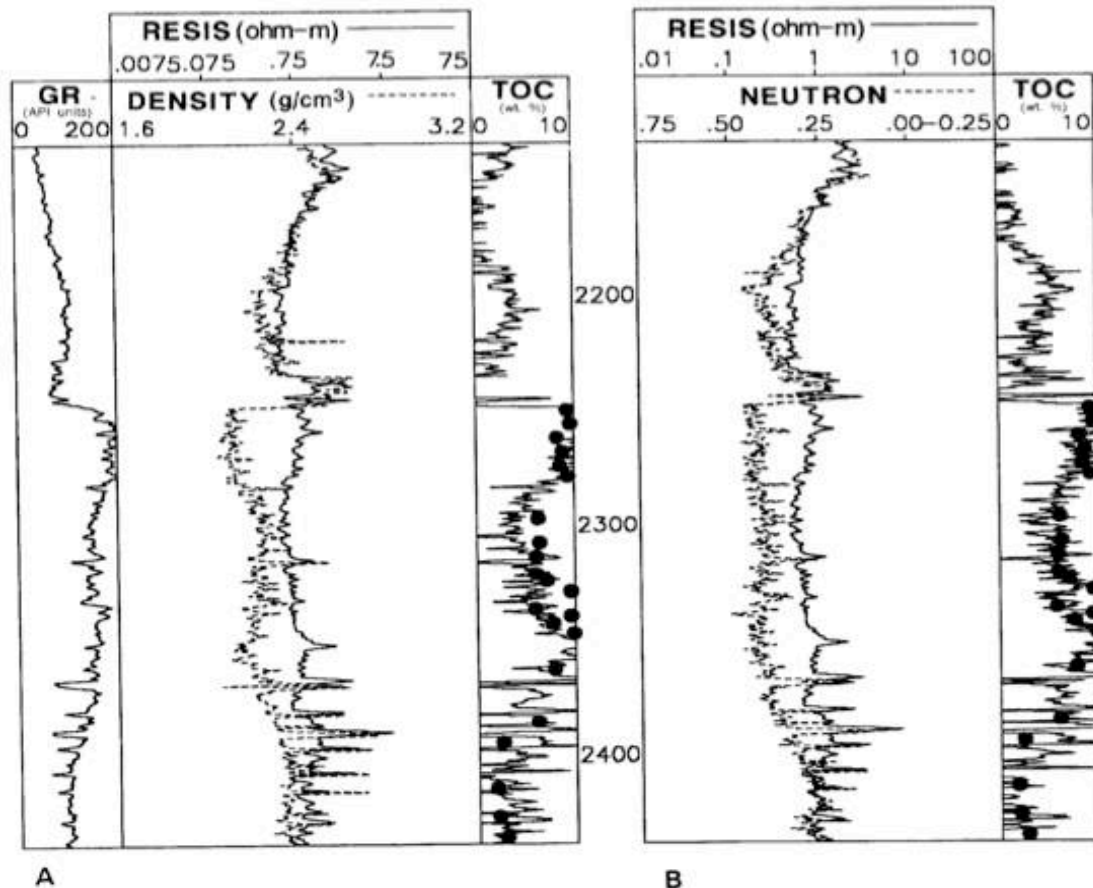 RESIS (ohm-m)
.0075 .075 .75 75 75
GR
(API units)
0 200
DENSITY (g/cm³)
1.6 2.4 3.2
TOC
(wt. %)
0 10
RESIS (ohm-m)
.01 .1 1 10 100
NEUTRON
.75 .50 .25 .00 -0.25
TOC
(wt. %)
0 10
2200
2300
2400
A
B